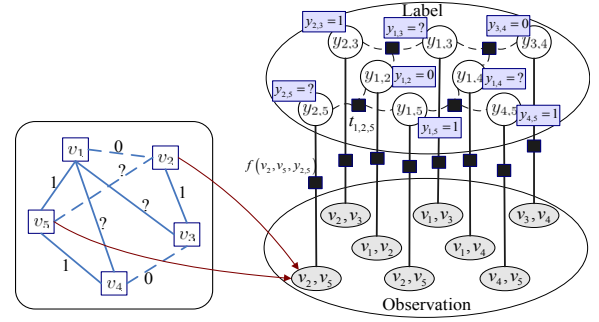 Label
y₂,₃ = 1
y₁,₃ = ?
y₃,₄ = 0
y₂,₃
y₁,₃
y₃,₄
y₁,₂
y₁,₂ = 0
y₁,₄
y₁,₄ = ?
y₂,₅ = ?
y₂,₅
y₁,₅
y₄,₅
y₄,₅ = 1
t₁,₂,₅
y₁,₅ = 1
f(v₂, v₅, y₂,₅)
v₁
0
v₂
?
1
?
1
v₅
?
v₃
1
0
v₄
v₂, v₃
v₁, v₃
v₃, v₄
v₁, v₂
v₁, v₄
v₂, v₅
v₂, v₅
v₄, v₅
Observation